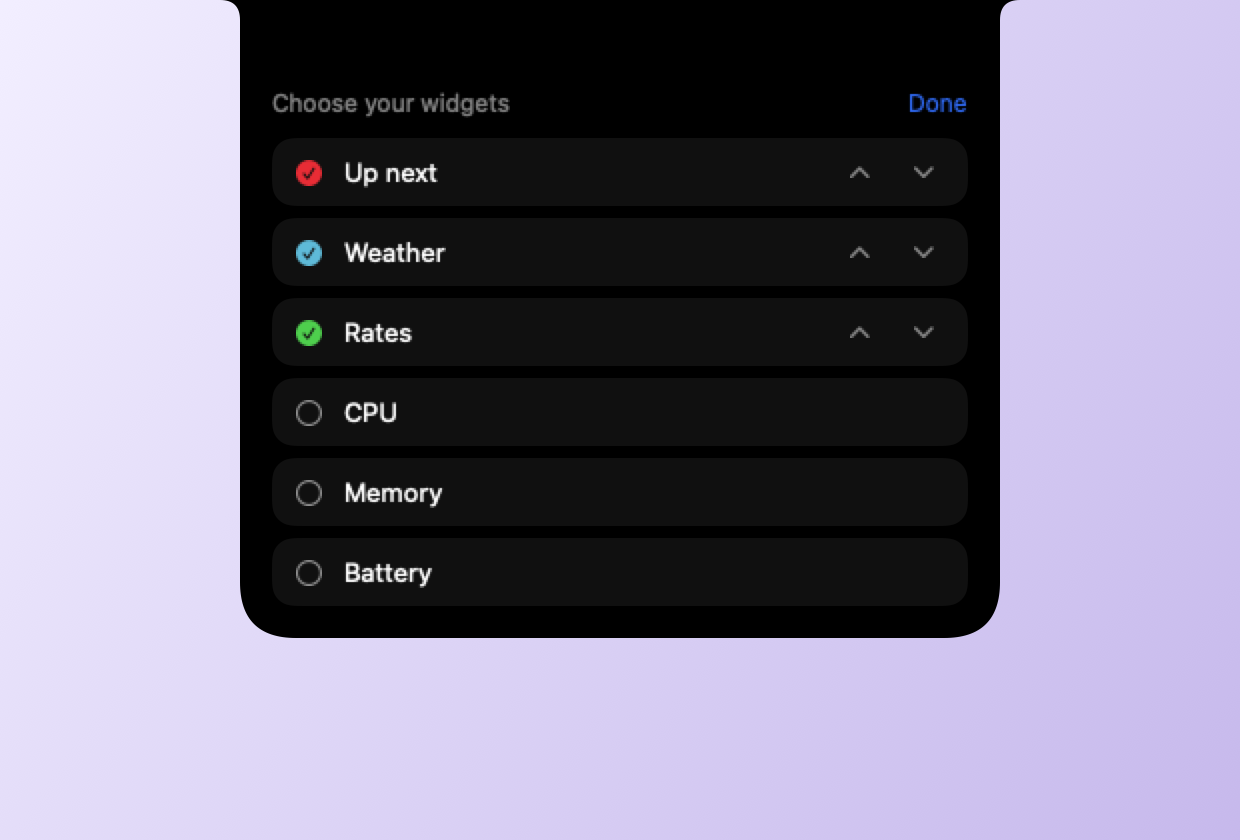 Choose your widgets Done
Up next
Weather
Rates
CPU
Memory
Battery